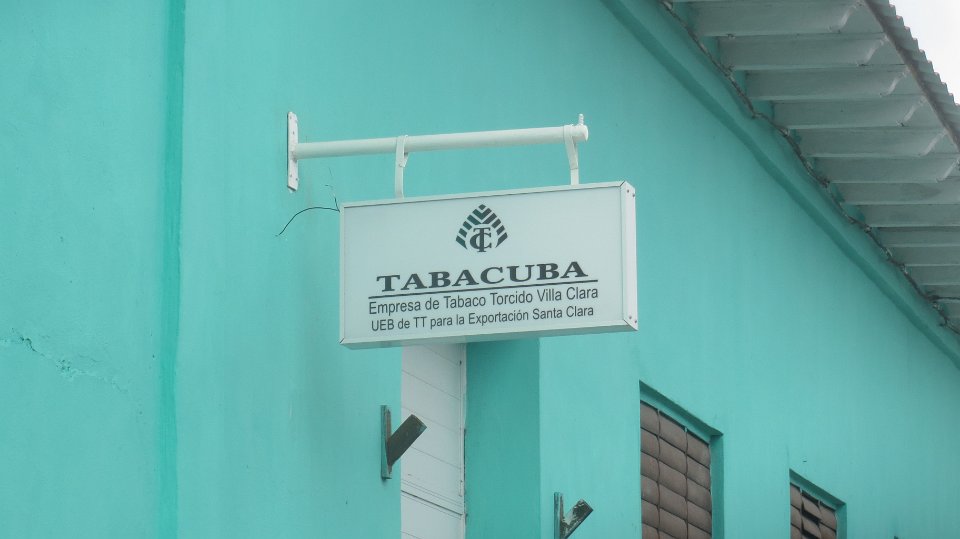 TC
TABACUBA
Empresa de Tabaco Torcido Villa Clara
UEB de TT para la Exportación Santa Clara